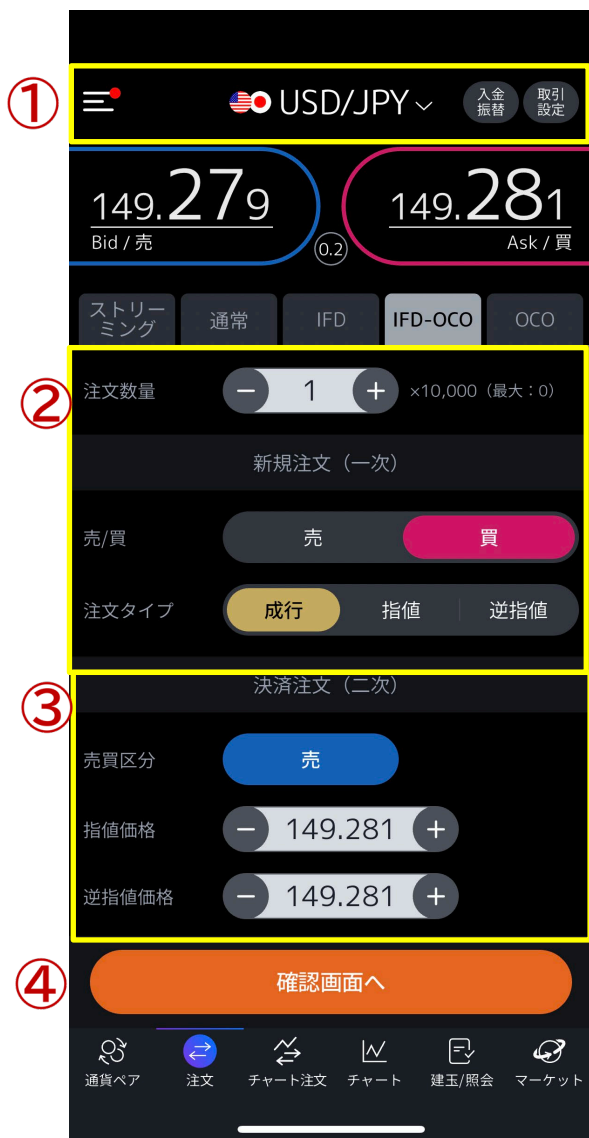 ①
USD/JPY
入金
振替
取引
設定
149.279
Bid / 売
0.2
149.281
Ask / 買
ストリー
ミング
通常
IFD
IFD-OCO
OCO
②
注文数量
− 1 +
×10,000（最大：0）
新規注文（一次）
売/買
売
買
注文タイプ
成行
指値
逆指値
③
決済注文（二次）
売買区分
売
指値価格
− 149.281 +
逆指値価格
− 149.281 +
④
確認画面へ
通貨ペア
注文
チャート注文
チャート
建玉/照会
マーケット